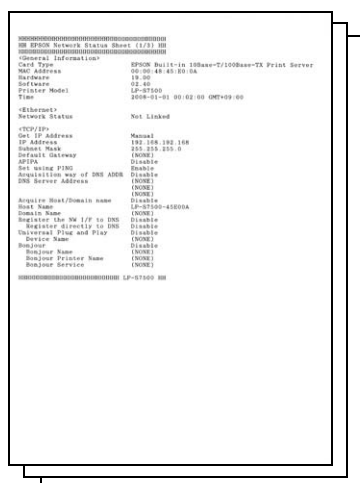 HH EPSON Network Status Sheet (1/3) HH
<General Information>
Card Type EPSON Built-in 10Base-T/100Base-TX Print Server
MAC Address 00:00:48:45:E0:0A
Hardware 19.00
Software 02.40
Printer Model LP-S7500
Time 2008-01-01 00:02:00 GMT+09:00
<Ethernet>
Network Status Not Linked
<TCP/IP>
Get IP Address Manual
IP Address 192.168.192.168
Subnet Mask 255.255.255.0
Default Gateway (NONE)
APIPA Disable
Set using PING Enable
Acquisition way of DNS ADDR Disable
DNS Server Address (NONE)
(NONE)
(NONE)
Acquire Host/Domain name Disable
Host Name LP-S7500-45E00A
Domain Name (NONE)
Register the NW I/F to DNS Disable
Register directly to DNS Disable
Universal Plug and Play Disable
Device Name (NONE)
Bonjour Disable
Bonjour Name (NONE)
Bonjour Printer Name (NONE)
Bonjour Service (NONE)
LP-S7500 HH